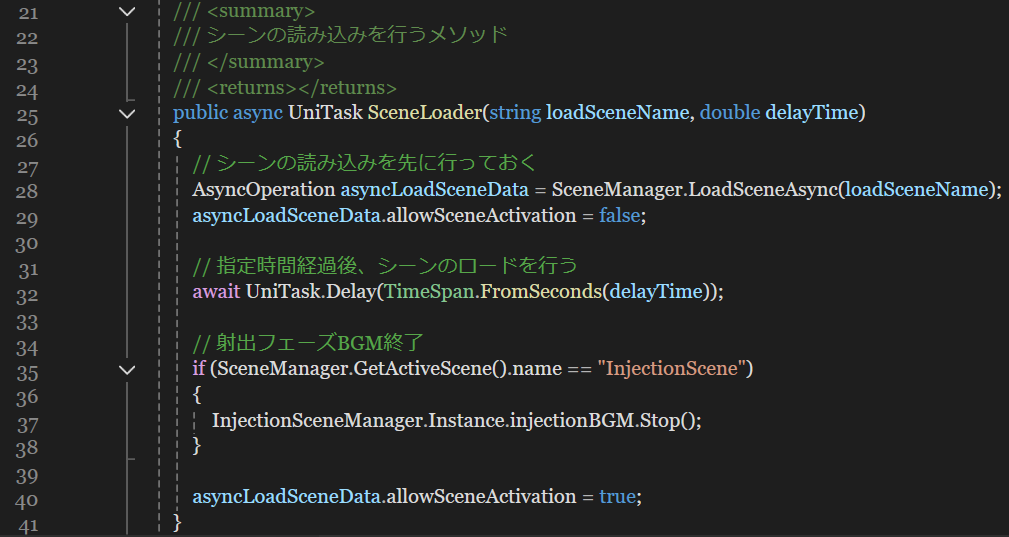 21 /// <summary>
22 /// シーンの読み込みを行うメソッド
23 /// </summary>
24 /// <returns></returns>
25 public async UniTask SceneLoader(string loadSceneName, double delayTime)
26 {
27 // シーンの読み込みを先に行っておく
28 AsyncOperation asyncLoadSceneData = SceneManager.LoadSceneAsync(loadSceneName);
29 asyncLoadSceneData.allowSceneActivation = false;
30
31 // 指定時間経過後、シーンのロードを行う
32 await UniTask.Delay(TimeSpan.FromSeconds(delayTime));
33
34 // 射出フェーズBGM終了
35 if (SceneManager.GetActiveScene().name == "InjectionScene")
36 {
37 InjectionSceneManager.Instance.injectionBGM.Stop();
38 }
39
40 asyncLoadSceneData.allowSceneActivation = true;
41 }